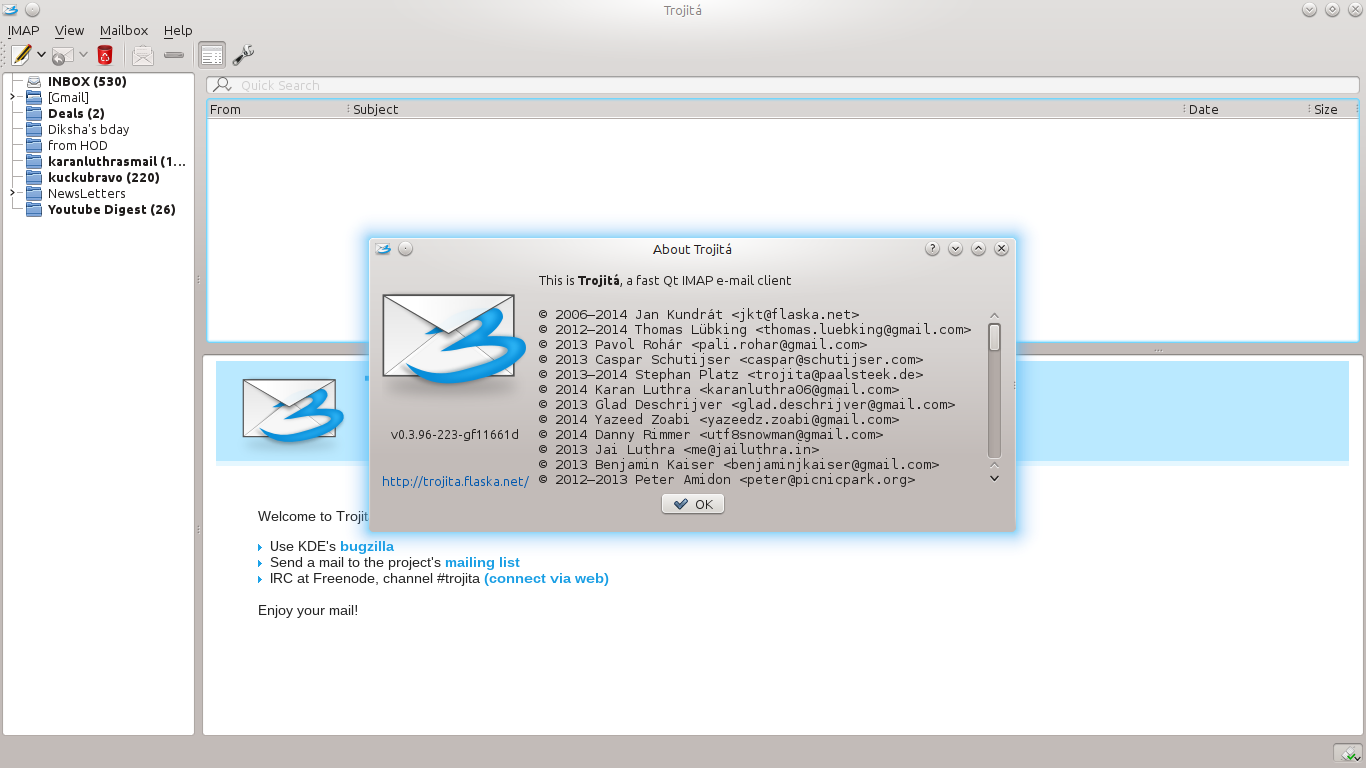 Trojitá
IMAP View Mailbox Help
INBOX (530)
[Gmail]
Deals (2)
Diksha's bday
from HOD
karanluthrasmail (1...
kuckubravo (220)
NewsLetters
Youtube Digest (26)
Quick Search
From Subject Date Size
About Trojitá
This is Trojitá, a fast Qt IMAP e-mail client
© 2006–2014 Jan Kundrát <jkt@flaska.net>
© 2012–2014 Thomas Lübking <thomas.luebking@gmail.com>
© 2013 Pavol Rohár <pali.rohar@gmail.com>
© 2013 Caspar Schutijser <caspar@schutijser.com>
© 2013–2014 Stephan Platz <trojita@paalsteek.de>
© 2014 Karan Luthra <karanluthra06@gmail.com>
© 2013 Glad Deschrijver <glad.deschrijver@gmail.com>
© 2014 Yazeed Zoabi <yazeedz.zoabi@gmail.com>
© 2014 Danny Rimmer <utf8snowman@gmail.com>
© 2013 Jai Luthra <me@jailuthra.in>
© 2013 Benjamin Kaiser <benjaminjkaiser@gmail.com>
© 2012–2013 Peter Amidon <peter@picnicpark.org>
v0.3.96-223-gf11661d
http://trojita.flaska.net/
OK
Welcome to Trojit
Use KDE's bugzilla
Send a mail to the project's mailing list
IRC at Freenode, channel #trojita (connect via web)
Enjoy your mail!